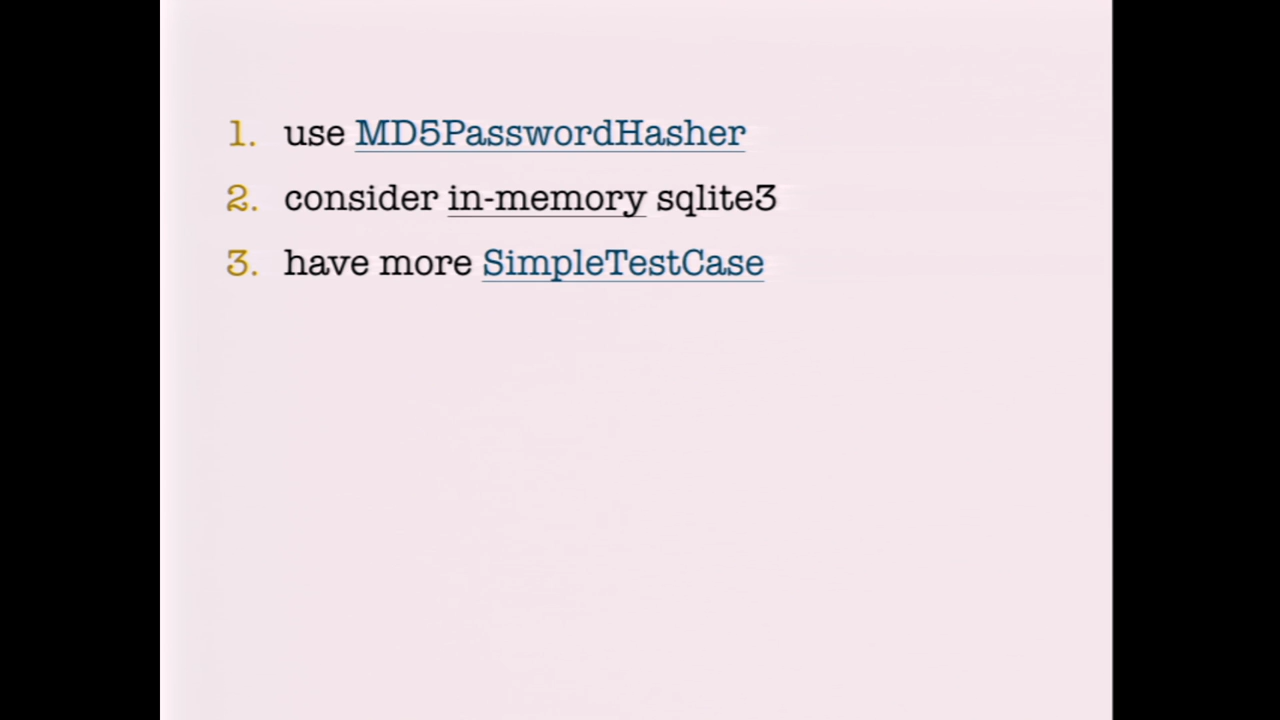 1. use MD5PasswordHasher
2. consider in-memory sqlite3
3. have more SimpleTestCase